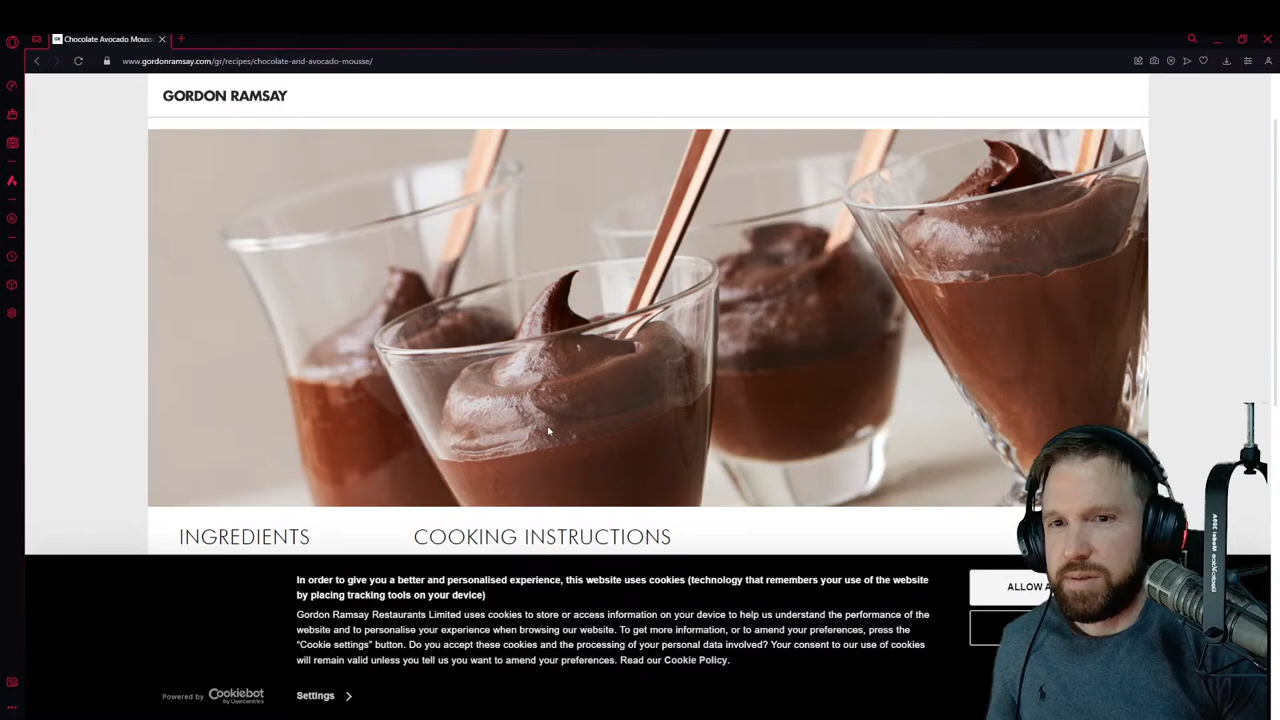 Chocolate Avocado Mouss
www.gordonramsay.com/gr/recipes/chocolate-and-avocado-mousse/
GORDON RAMSAY
INGREDIENTS
COOKING INSTRUCTIONS
In order to give you a better and personalised experience, this website uses cookies (technology that remembers your use of the website
by placing tracking tools on your device)
Gordon Ramsay Restaurants Limited uses cookies to store or access information on your device to help us understand the performance of the
website and to personalise your experience when browsing our website. To get more information, or to amend your preferences, press the
“Cookie settings” button. Do you accept these cookies and the processing of your personal data involved? Your consent to our use of cookies
will remain valid unless you tell us you want to amend your preferences. Read our Cookie Policy.
ALLOW A
Powered by
Cookiebot
by Usercentrics
Settings